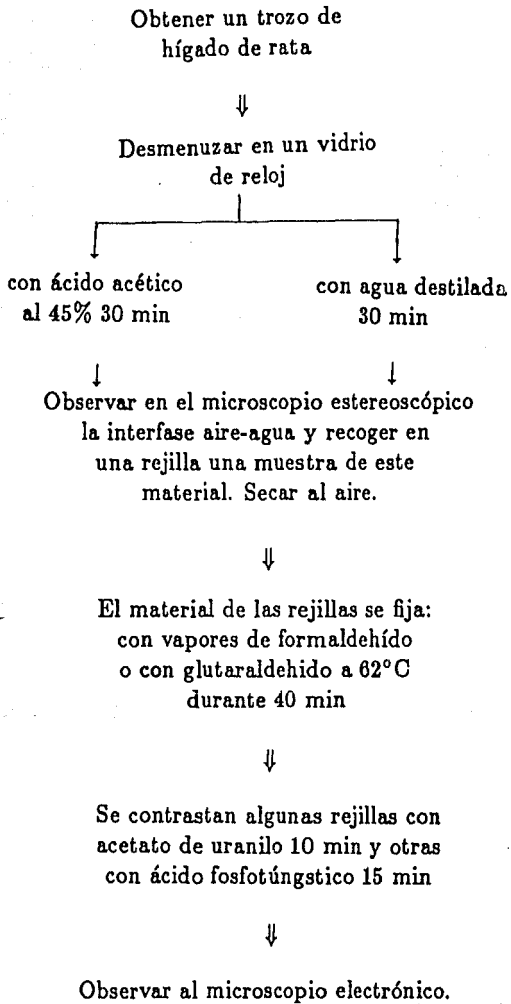 Obtener un trozo de
hígado de rata
⇓
Desmenuzar en un vidrio
de reloj
con ácido acético
al 45% 30 min
con agua destilada
30 min
↓ ↓
Observar en el microscopio estereoscópico
la interfase aire-agua y recoger en
una rejilla una muestra de este
material. Secar al aire.
⇓
El material de las rejillas se fija:
con vapores de formaldehído
o con glutaraldehido a 62°C
durante 40 min
⇓
Se contrastan algunas rejillas con
acetato de uranilo 10 min y otras
con ácido fosfotúngstico 15 min
⇓
Observar al microscopio electrónico.